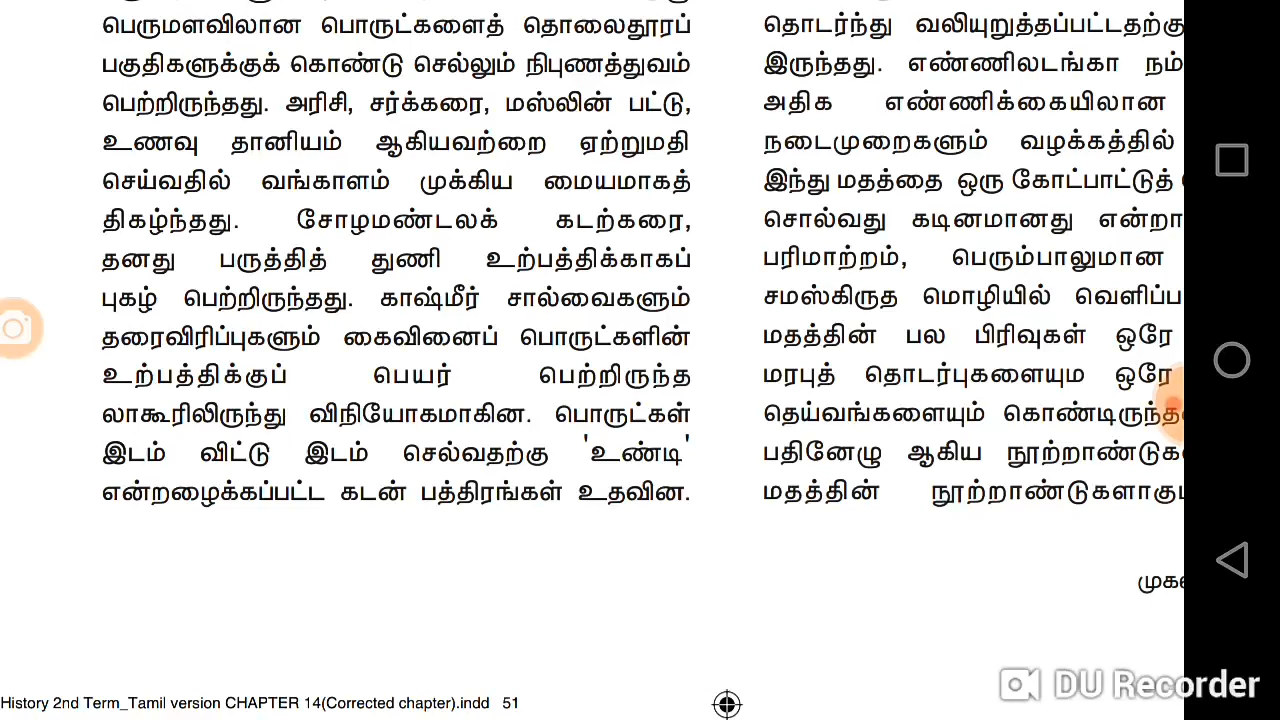 பெருமளவிலான பொருட்களைத் தொலைதூரப்
பகுதிகளுக்குக் கொண்டு செல்லும் நிபுணத்துவம்
பெற்றிருந்தது. அரிசி, சர்க்கரை, மஸ்லின் பட்டு,
உணவு தானியம் ஆகியவற்றை ஏற்றுமதி
செய்வதில் வங்காளம் முக்கிய மையமாகத்
திகழ்ந்தது. சோழமண்டலக் கடற்கரை,
தனது பருத்தித் துணி உற்பத்திக்காகப்
புகழ் பெற்றிருந்தது. காஷ்மீர் சால்வைகளும்
தரைவிரிப்புகளும் கைவினைப் பொருட்களின்
உற்பத்திக்குப் பெயர் பெற்றிருந்த
லாகூரிலிருந்து விநியோகமாகின. பொருட்கள்
இடம் விட்டு இடம் செல்வதற்கு 'உண்டி'
என்றழைக்கப்பட்ட கடன் பத்திரங்கள் உதவின.
தொடர்ந்து வலியுறுத்தப்பட்டதற்கு
இருந்தது. எண்ணிலடங்கா நம்
அதிக எண்ணிக்கையிலான
நடைமுறைகளும் வழக்கத்தில்
இந்து மதத்தை ஒரு கோட்பாட்டுத்
சொல்வது கடினமானது என்றா
பரிமாற்றம், பெரும்பாலுமான
சமஸ்கிருத மொழியில் வெளிப்ப
மதத்தின் பல பிரிவுகள் ஒரே
மரபுத் தொடர்புகளையும ஒரே
தெய்வங்களையும் கொண்டிருந்த
பதினேழு ஆகிய நூற்றாண்டுக
மதத்தின் நூற்றாண்டுகளாகும
முக
History 2nd Term_Tamil version CHAPTER 14(Corrected chapter).indd 51
DU Recorder